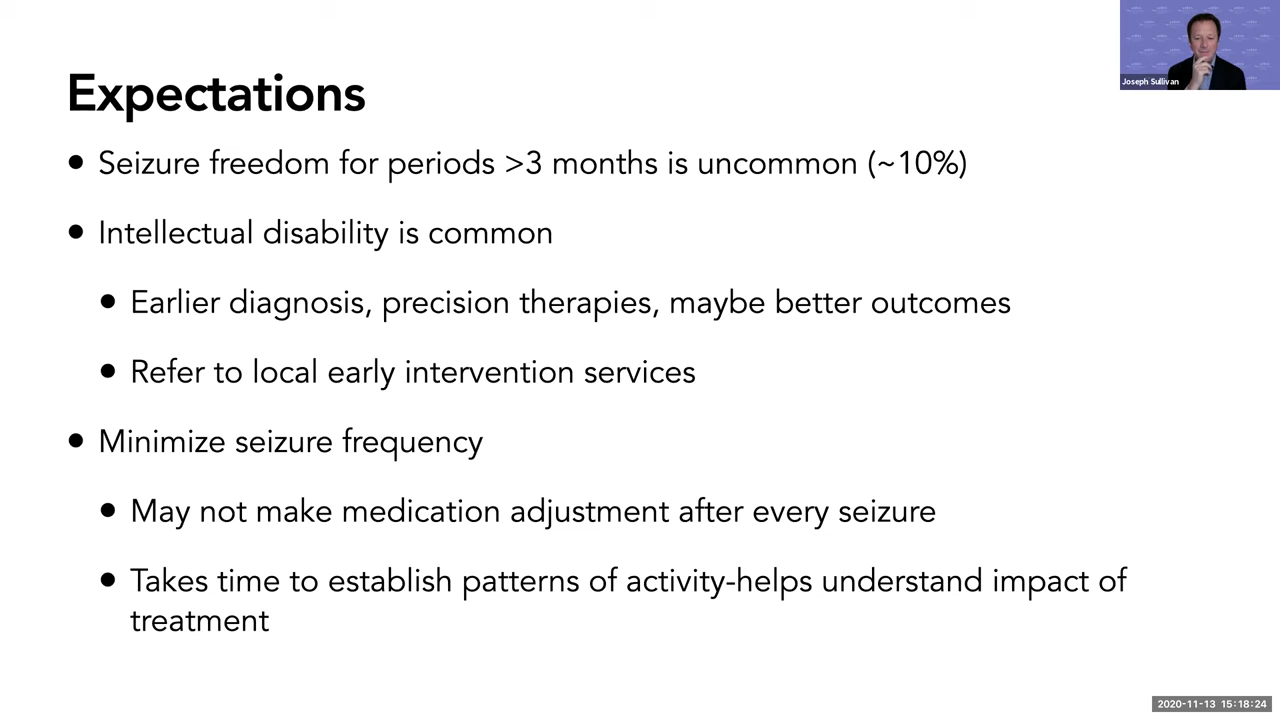 Expectations
• Seizure freedom for periods >3 months is uncommon (~10%)
• Intellectual disability is common
• Earlier diagnosis, precision therapies, maybe better outcomes
• Refer to local early intervention services
• Minimize seizure frequency
• May not make medication adjustment after every seizure
• Takes time to establish patterns of activity-helps understand impact of
treatment
Joseph Sullivan
2020-11-13 15:18:24